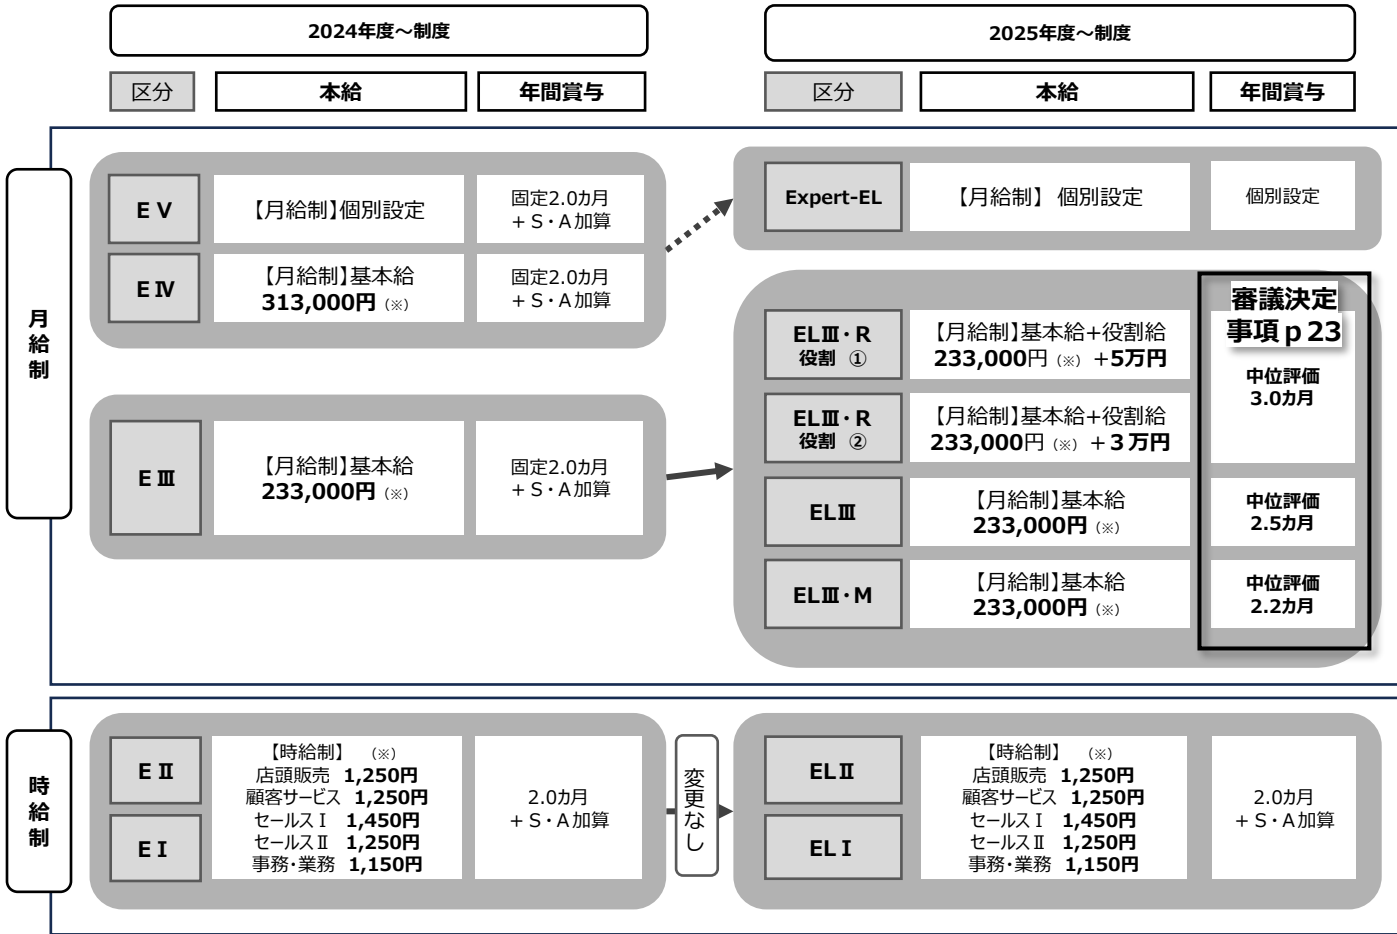 2024年度～制度
2025年度～制度
区分
本給
年間賞与
区分
本給
年間賞与
月給制
E Ⅴ
【月給制】個別設定
固定2.0カ月
＋Ｓ・Ａ加算
E Ⅳ
【月給制】基本給
313,000円（※）
固定2.0カ月
＋Ｓ・Ａ加算
E Ⅲ
【月給制】基本給
233,000円（※）
固定2.0カ月
＋Ｓ・Ａ加算
Expert-EL
【月給制】 個別設定
個別設定
審議決定
事項ｐ23
ELⅢ・R
役割 ①
【月給制】基本給+役割給
233,000円（※）+5万円
中位評価
3.0カ月
ELⅢ・R
役割 ②
【月給制】基本給+役割給
233,000円（※）+３万円
ELⅢ
【月給制】基本給
233,000円（※）
中位評価
2.5カ月
ELⅢ・M
【月給制】基本給
233,000円（※）
中位評価
2.2カ月
時給制
E Ⅱ
E Ⅰ
【時給制】 （※）
店頭販売 1,250円
顧客サービス 1,250円
セールスⅠ 1,450円
セールスⅡ 1,250円
事務・業務 1,150円
2.0カ月
＋Ｓ・Ａ加算
変更なし
ELⅡ
ELⅠ
【時給制】 （※）
店頭販売 1,250円
顧客サービス 1,250円
セールスⅠ 1,450円
セールスⅡ 1,250円
事務・業務 1,150円
2.0カ月
＋Ｓ・Ａ加算